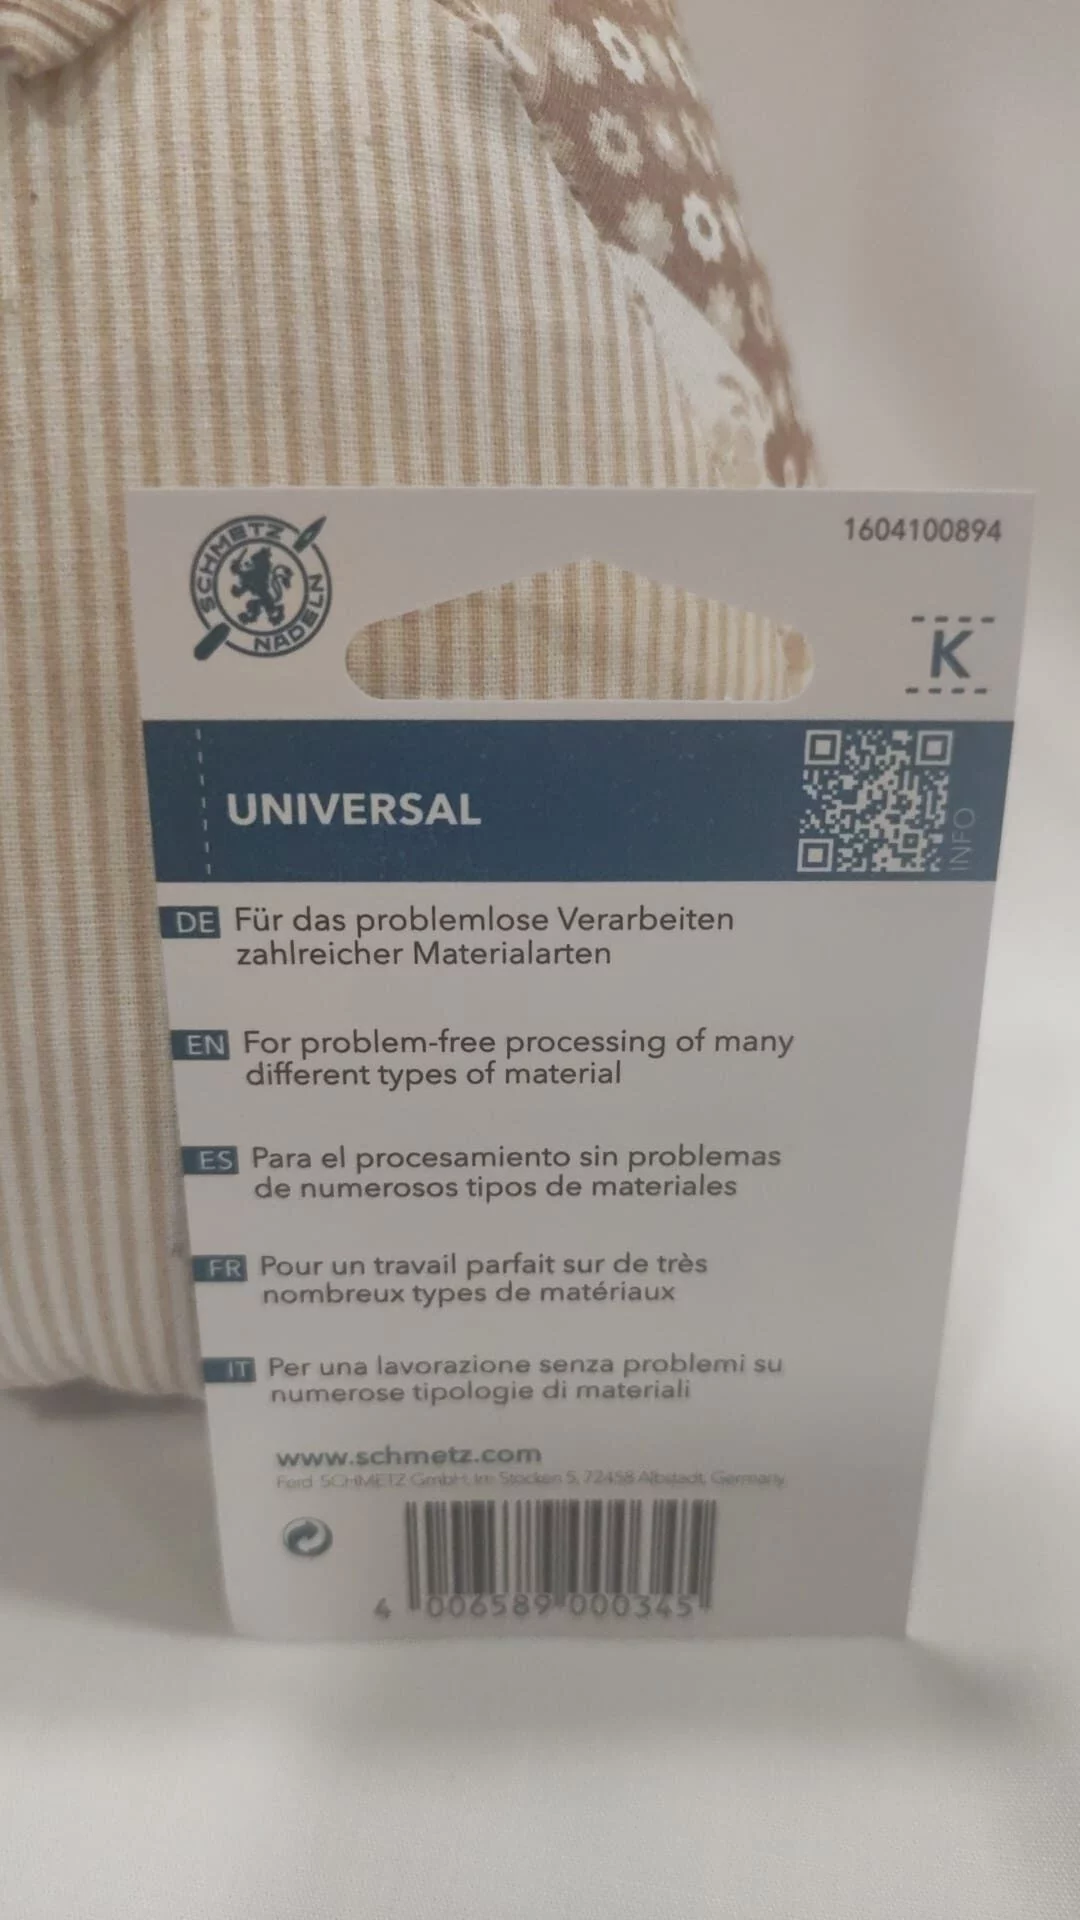 SCHMETZ NADELN
1604100894
K
UNIVERSAL
INFO
DE Für das problemlose Verarbeiten
zahlreicher Materialarten
EN For problem-free processing of many
different types of material
ES Para el procesamiento sin problemas
de numerosos tipos de materiales
FR Pour un travail parfait sur de très
nombreux types de matériaux
IT Per una lavorazione senza problemi su
numerose tipologie di materiali
www.schmetz.com
Ferd. SCHMETZ GmbH, Im Stocken 5, 72458 Albstadt, Germany
4 006589 000345